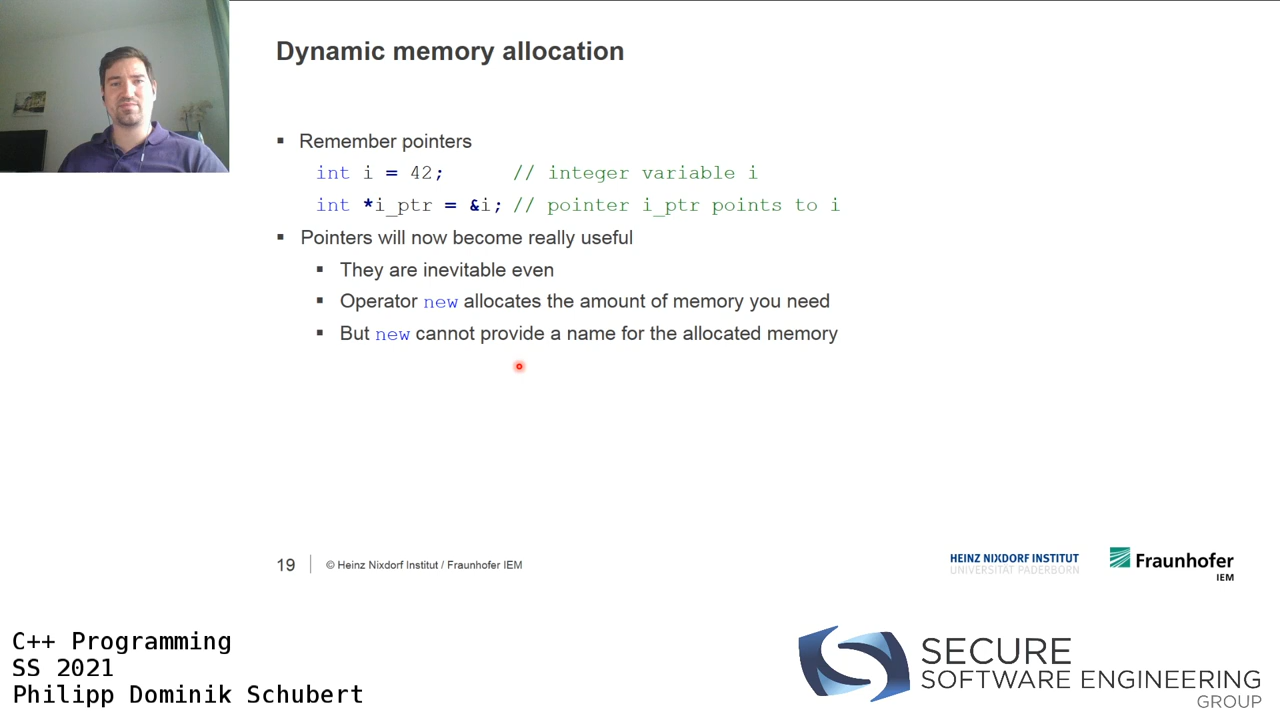 Dynamic memory allocation
▪ Remember pointers
int i = 42; // integer variable i
int *i_ptr = &i; // pointer i_ptr points to i
▪ Pointers will now become really useful
▪ They are inevitable even
▪ Operator new allocates the amount of memory you need
▪ But new cannot provide a name for the allocated memory
19 © Heinz Nixdorf Institut / Fraunhofer IEM
HEINZ NIXDORF INSTITUT
UNIVERSITÄT PADERBORN
Fraunhofer
IEM
C++ Programming
SS 2021
Philipp Dominik Schubert
SECURE
SOFTWARE ENGINEERING
GROUP